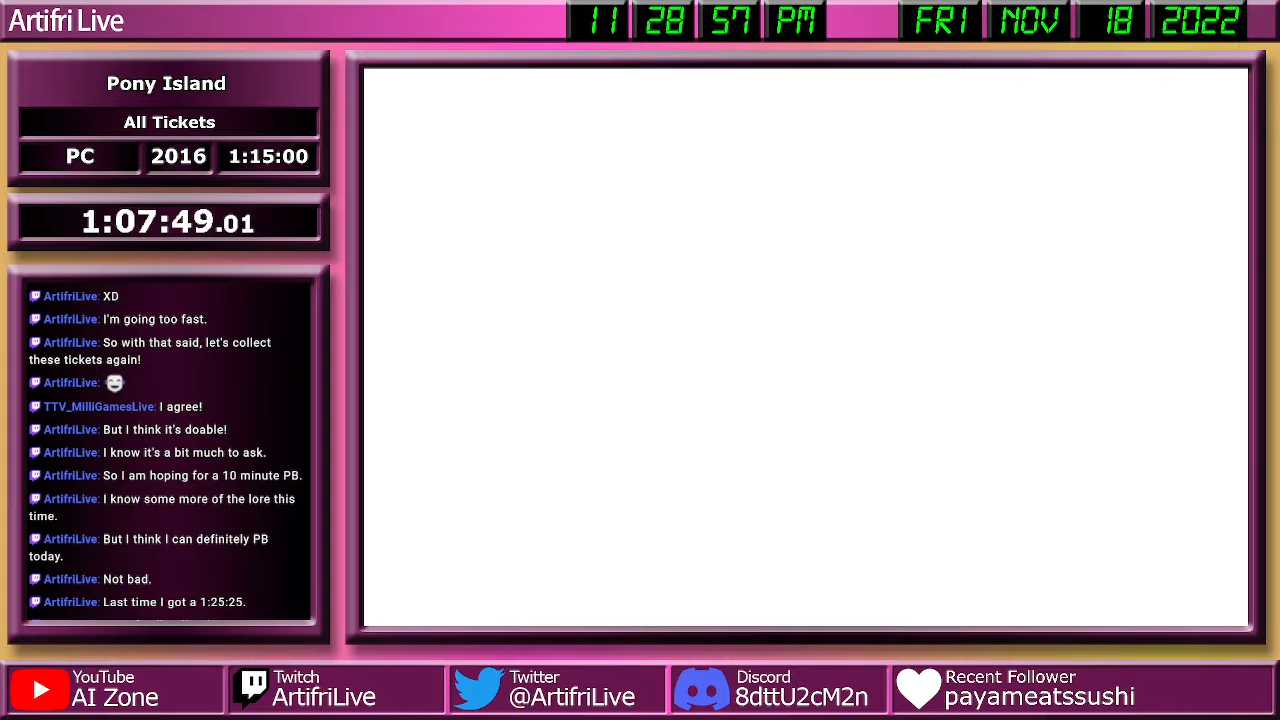 Artifri Live
11 28 57 PM FRI NOV 18 2022
Pony Island
All Tickets
PC 2016 1:15:00
1:07:49.01
ArtifriLive: XD
ArtifriLive: I'm going too fast.
ArtifriLive: So with that said, let's collect
these tickets again!
ArtifriLive:
TTV_MilliGamesLive: I agree!
ArtifriLive: But I think it's doable!
ArtifriLive: I know it's a bit much to ask.
ArtifriLive: So I am hoping for a 10 minute PB.
ArtifriLive: I know some more of the lore this
time.
ArtifriLive: But I think I can definitely PB
today.
ArtifriLive: Not bad.
ArtifriLive: Last time I got a 1:25:25.
YouTube
AI Zone
Twitch
ArtifriLive
Twitter
@ArtifriLive
Discord
8dttU2cM2n
Recent Follower
payameatssushi